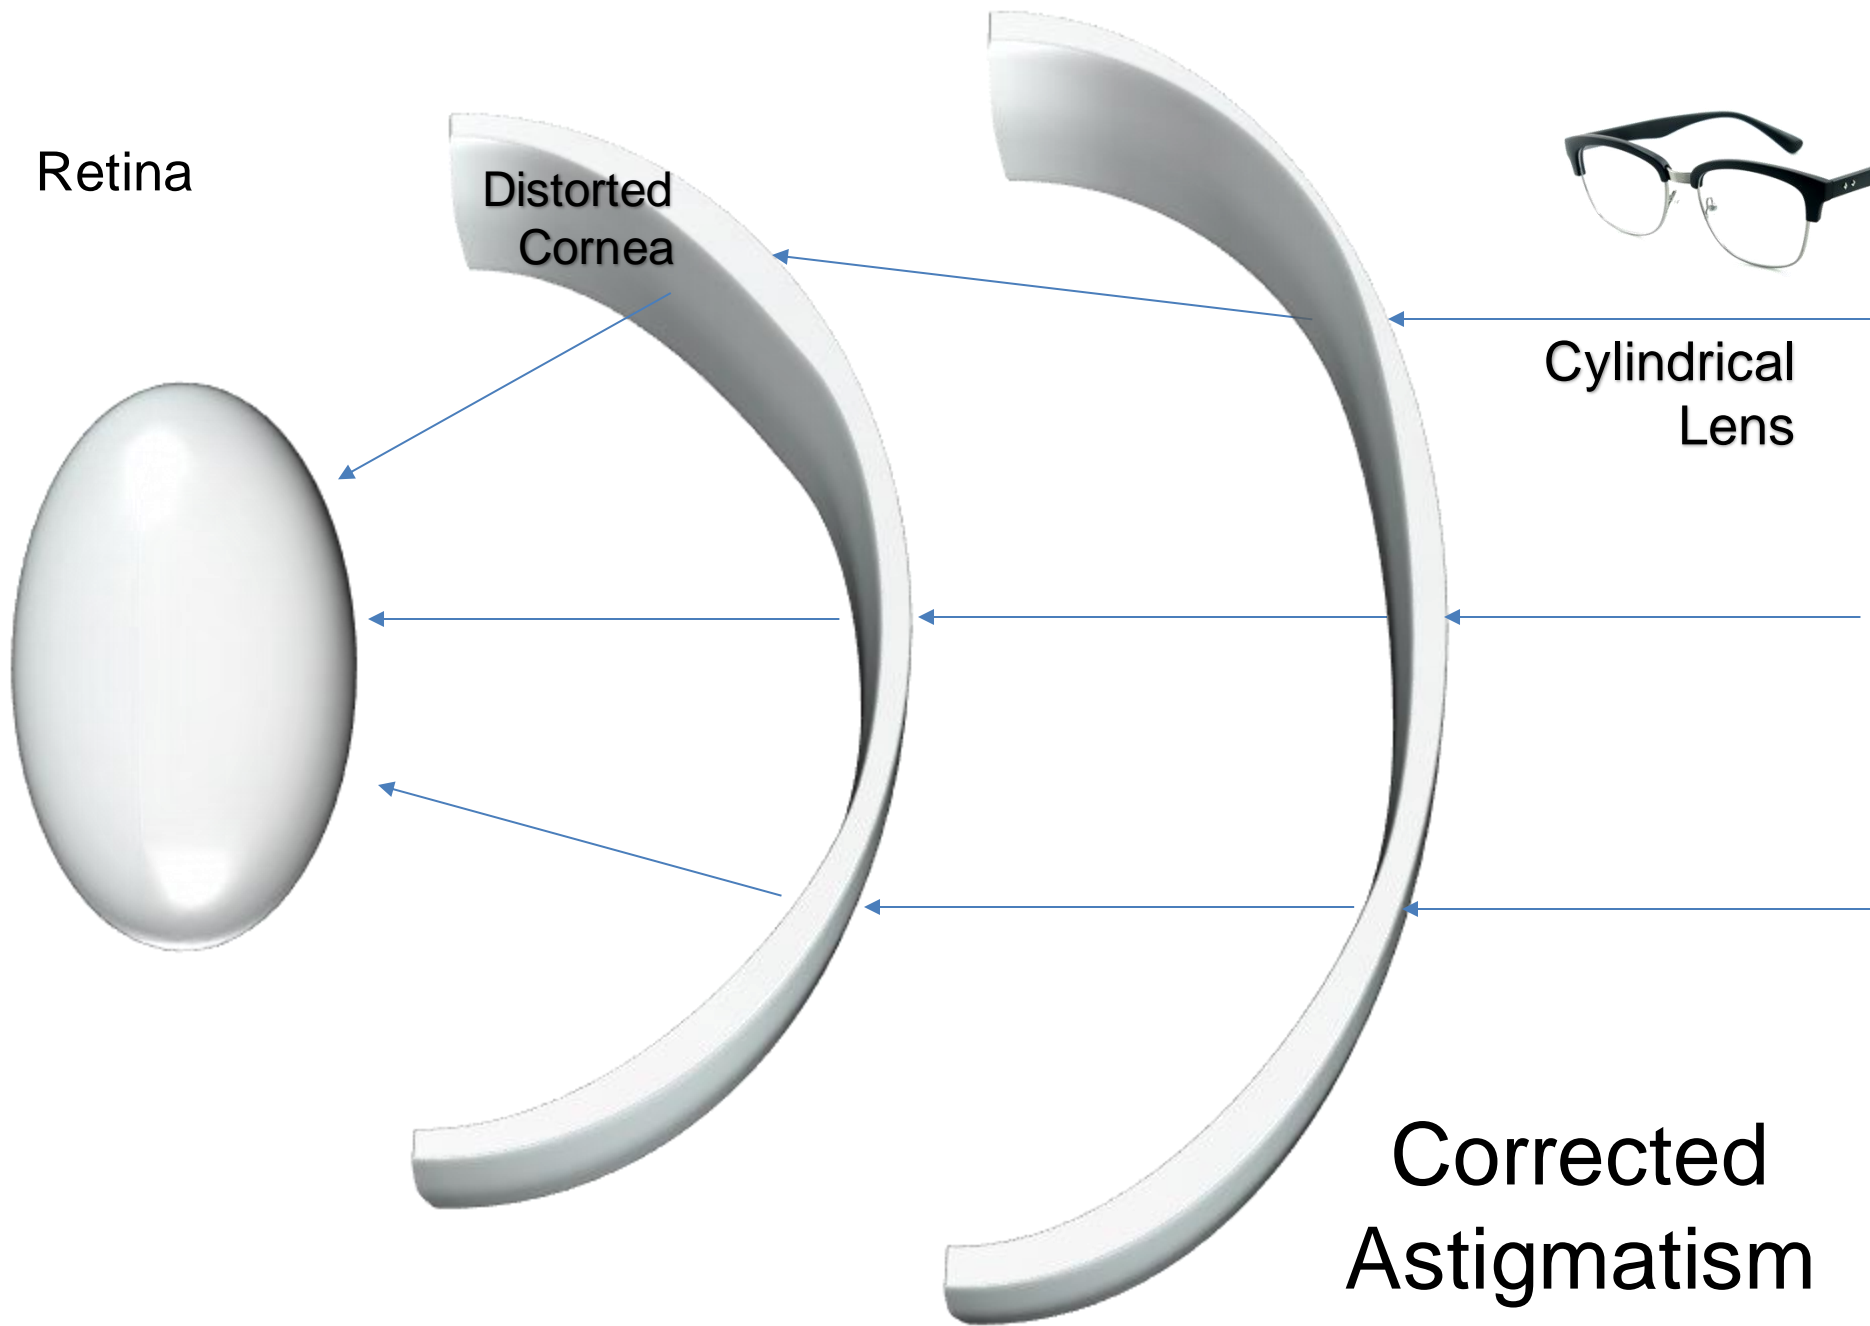 Retina
Distorted
Cornea
Cylindrical
Lens
Corrected
Astigmatism